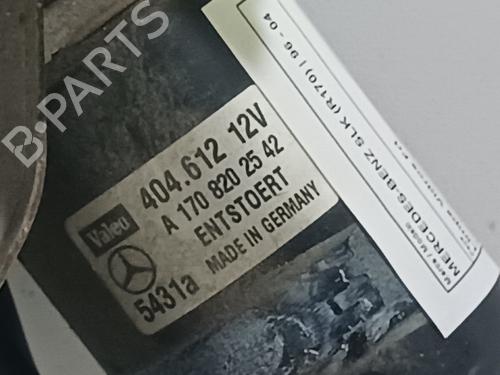 B-PARTS
Valeo
404.612 12V
A 170 820 25 42
ENTSTOERT
MADE IN GERMANY
5431a
MERCEDES-BENZ SLK (R170) | 96 - 04